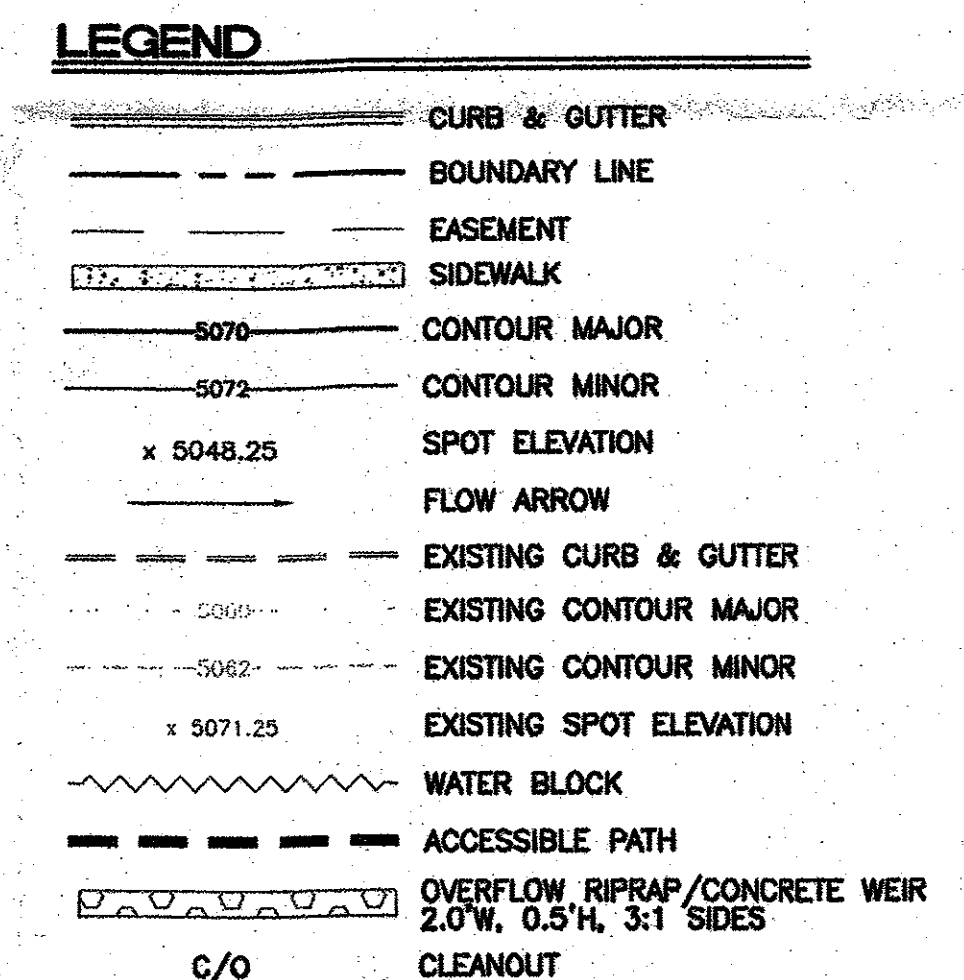 LEGEND
CURB & GUTTER
BOUNDARY LINE
EASEMENT
SIDEWALK
5070 CONTOUR MAJOR
5072 CONTOUR MINOR
x 5048.25 SPOT ELEVATION
FLOW ARROW
EXISTING CURB & GUTTER
EXISTING CONTOUR MAJOR
5062 EXISTING CONTOUR MINOR
x 5071.25 EXISTING SPOT ELEVATION
WATER BLOCK
ACCESSIBLE PATH
OVERFLOW RIPRAP/CONCRETE WEIR
2.0'W, 0.5'H, 3:1 SIDES
C/O CLEANOUT